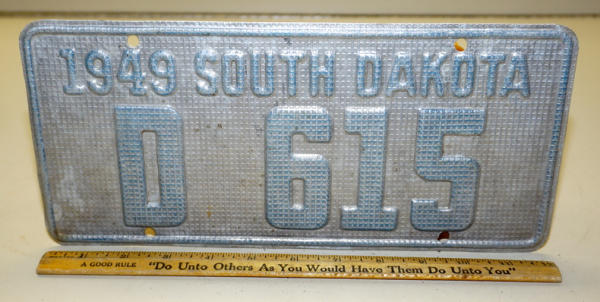 1949 SOUTH DAKOTA
D 615
A GOOD RULE "Do Unto Others As You Would Have Them Do Unto You"